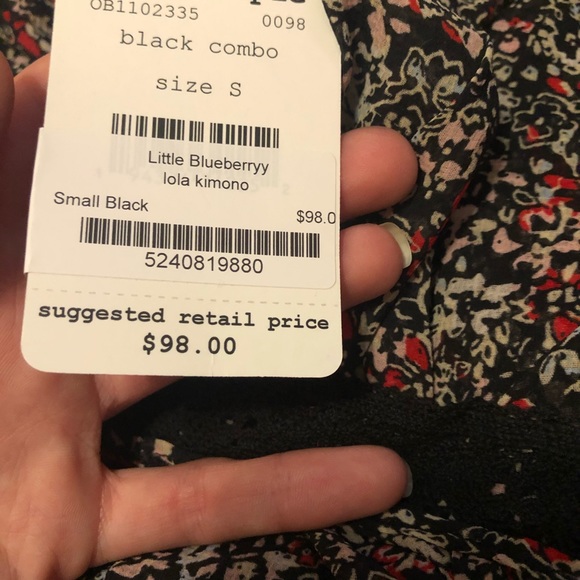 OB1102335 0098
black combo
size S
Little Blueberryy
lola kimono
Small Black $98.0
5240819880
suggested retail price
$98.00